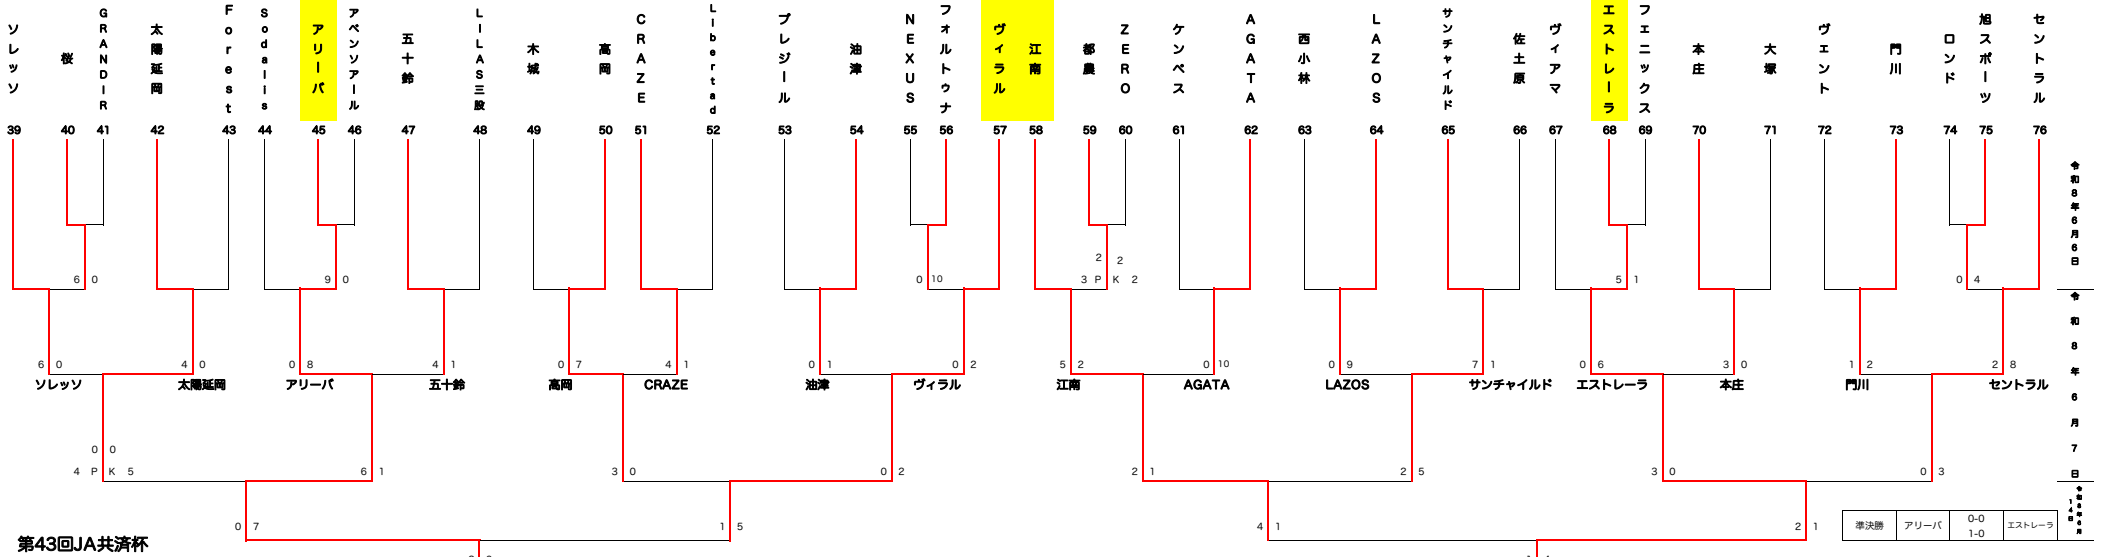 ソレッソ
桜
GRANDIR
太陽延岡
Forest
Sodalis
アリーバ
アベンソアール
五十鈴
LILAS三股
木城
高岡
CRAZE
Libertad
プレジール
油津
NEXUS
フォルトゥナ
ヴィラル
江南
都農
ZERO
ケンベス
AGATA
西小林
LAZOS
サンチャイルド
佐土原
ヴィアマ
エストレーラ
フェニックス
本庄
大塚
ヴェント
門川
ロンド
旭スポーツ
セントラル
39 40 41 42 43 44 45 46 47 48 49 50 51 52 53 54 55 56 57 58 59 60 61 62 63 64 65 66 67 68 69 70 71 72 73 74 75 76
令和8年6月6日
2 2
6 0 9 0 0 10 3 PK 2 5 1 0 4
令和8年6月7日
6 0 4 0 0 8 4 1 0 7 4 1 0 1 0 2 5 2 0 10 0 9 7 1 0 6 3 0 1 2 2 8
ソレッソ 太陽延岡 アリーバ 五十鈴 高岡 CRAZE 油津 ヴィラル 江南 AGATA LAZOS サンチャイルド エストレーラ 本庄 門川 セントラル
0 0
4 PK 5 6 1 3 0 0 2 2 1 2 5 3 0 0 3
令和8年6月14日
0 7 1 5 4 1 2 1
準決勝 アリーバ 0-0 エストレーラ
1-0
第43回JA共済杯